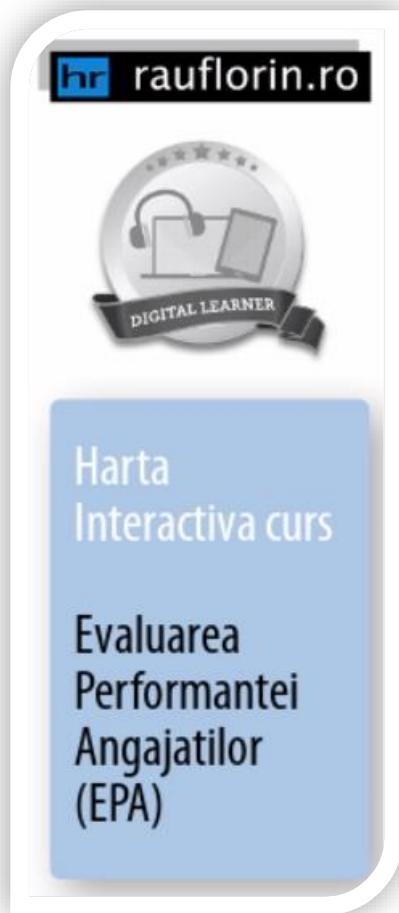 hr rauflorin.ro
DIGITAL LEARNER
Harta
Interactiva curs
Evaluarea
Performantei
Angajatilor
(EPA)